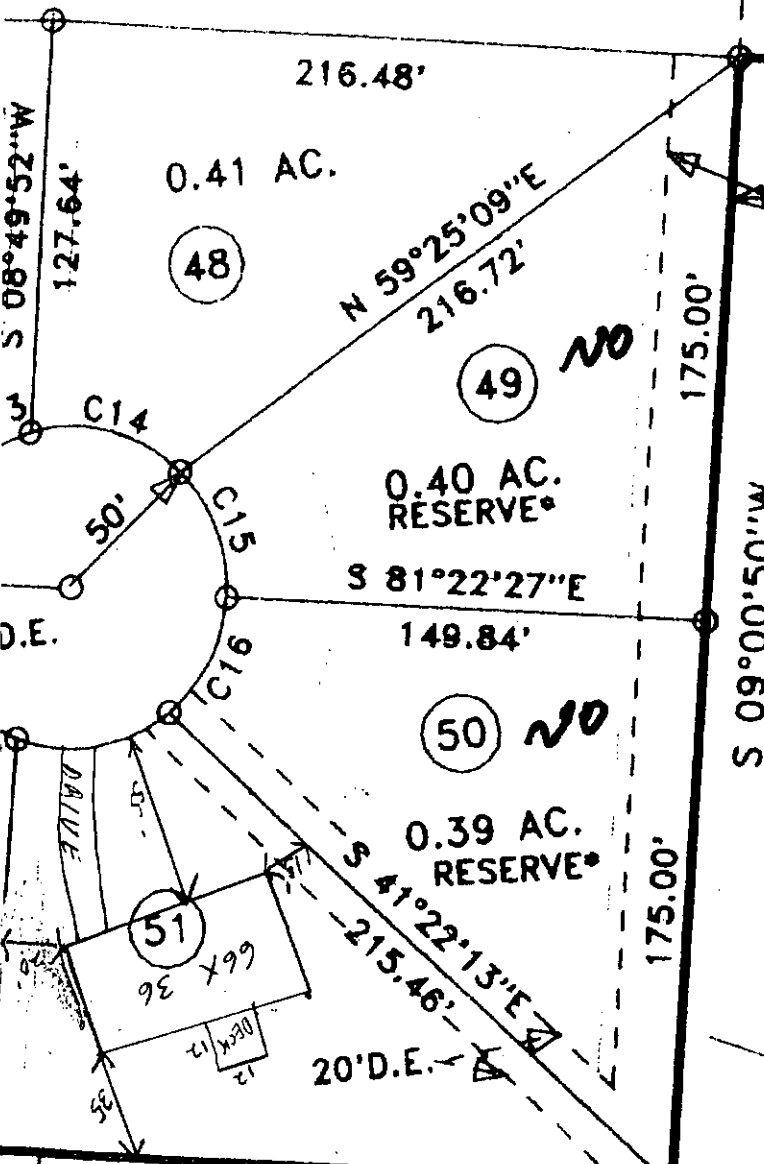 216.48'
0.41 AC.
48
S 08°49'52"W
127.64'
N 59°25'09"E
216.72'
49 NO
175.00'
3
C14
50'
C15
0.40 AC.
RESERVE*
S 81°22'27"E
149.84'
S 09°00'50"W
D.E.
C16
50 NO
0.39 AC.
RESERVE*
175.00'
DRIVE
S 41°22'13"E
215.46'
51
66 X 36
DECK
12
12
20'D.E.
35